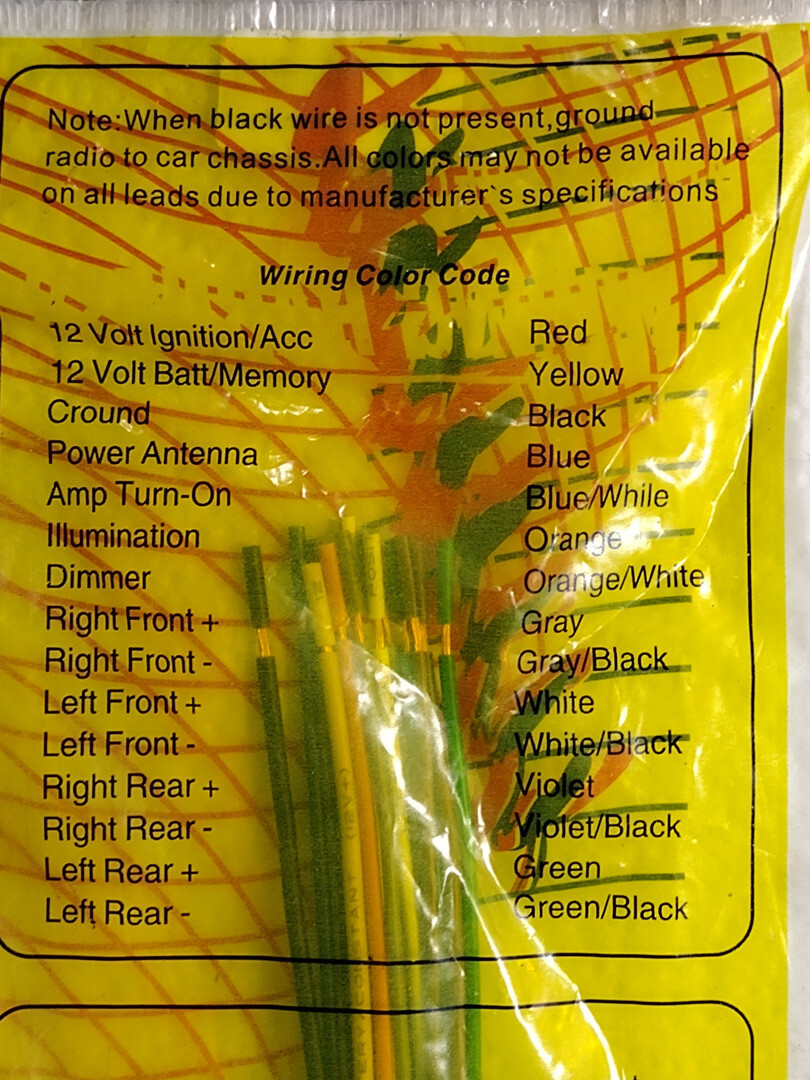 Note:When black wire is not present,ground
radio to car chassis.All colors may not be available
on all leads due to manufacturer`s specifications
Wiring Color Code
12 Volt Ignition/Acc Red
12 Volt Batt/Memory Yellow
Cround Black
Power Antenna Blue
Amp Turn-On Blue/While
Illumination Orange
Dimmer Orange/White
Right Front + Gray
Right Front - Gray/Black
Left Front + White
Left Front - White/Black
Right Rear + Violet
Right Rear - Violet/Black
Left Rear + Green
Left Rear - Green/Black